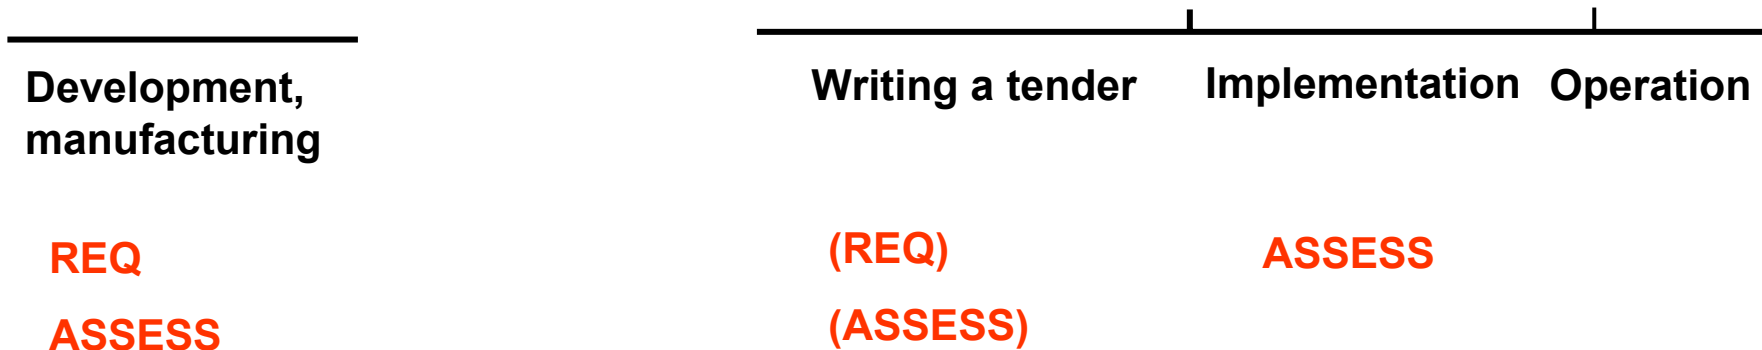 Development,
manufacturing
Writing a tender
Implementation
Operation
REQ
ASSESS
(REQ)
(ASSESS)
ASSESS